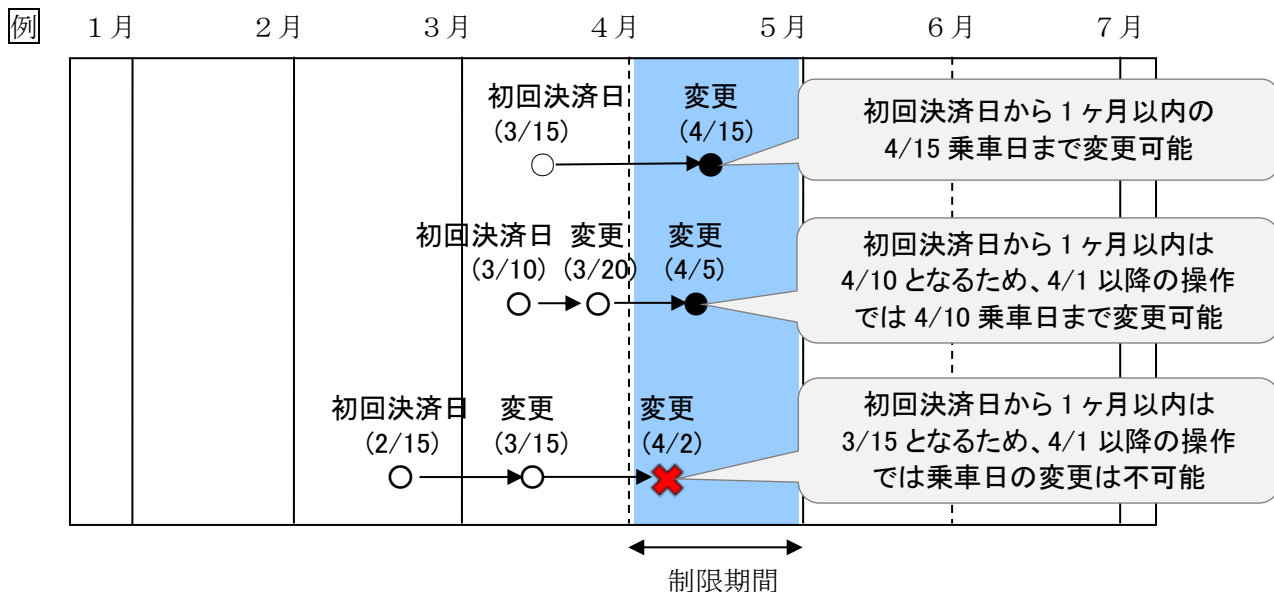 例 1月 2月 3月 4月 5月 6月 7月
初回決済日 変更
(3/15) (4/15)
初回決済日から1ヶ月以内の
4/15 乗車日まで変更可能
初回決済日 変更 変更
(3/10) (3/20) (4/5)
初回決済日から1ヶ月以内は
4/10 となるため、4/1 以降の操作
では 4/10 乗車日まで変更可能
初回決済日 変更 変更
(2/15) (3/15) (4/2)
初回決済日から1ヶ月以内は
3/15 となるため、4/1 以降の操作
では乗車日の変更は不可能
制限期間